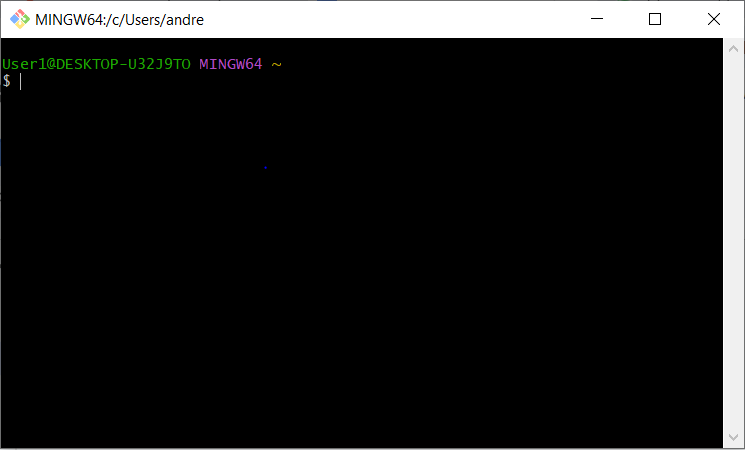 MINGW64:/c/Users/andre
User1@DESKTOP-U32J9TO MINGW64 ~
$